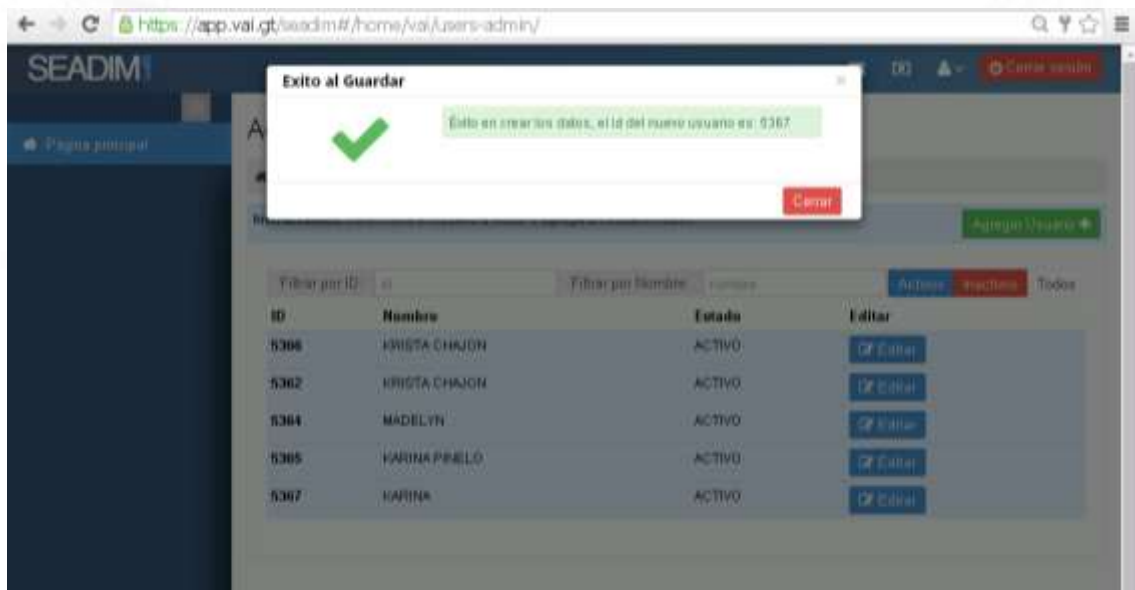 https://app.vai.gt/seadim#/home/vai/users-admin/
SEADIM
Cerrar sesión
Exito al Guardar
Éxito en crear los datos, el id del nuevo usuario es: 5367
Cerrar
Página principal
Agregar Usuario
Filtrar por ID: id
Filtrar por Nombre: nombre
Activos Inactivos Todos
ID Nombre Estado Editar
5366 KRISTA CHAJON ACTIVO Editar
5362 KRISTA CHAJON ACTIVO Editar
5364 MADELYN ACTIVO Editar
5365 KARINA PINELO ACTIVO Editar
5367 KARINA ACTIVO Editar